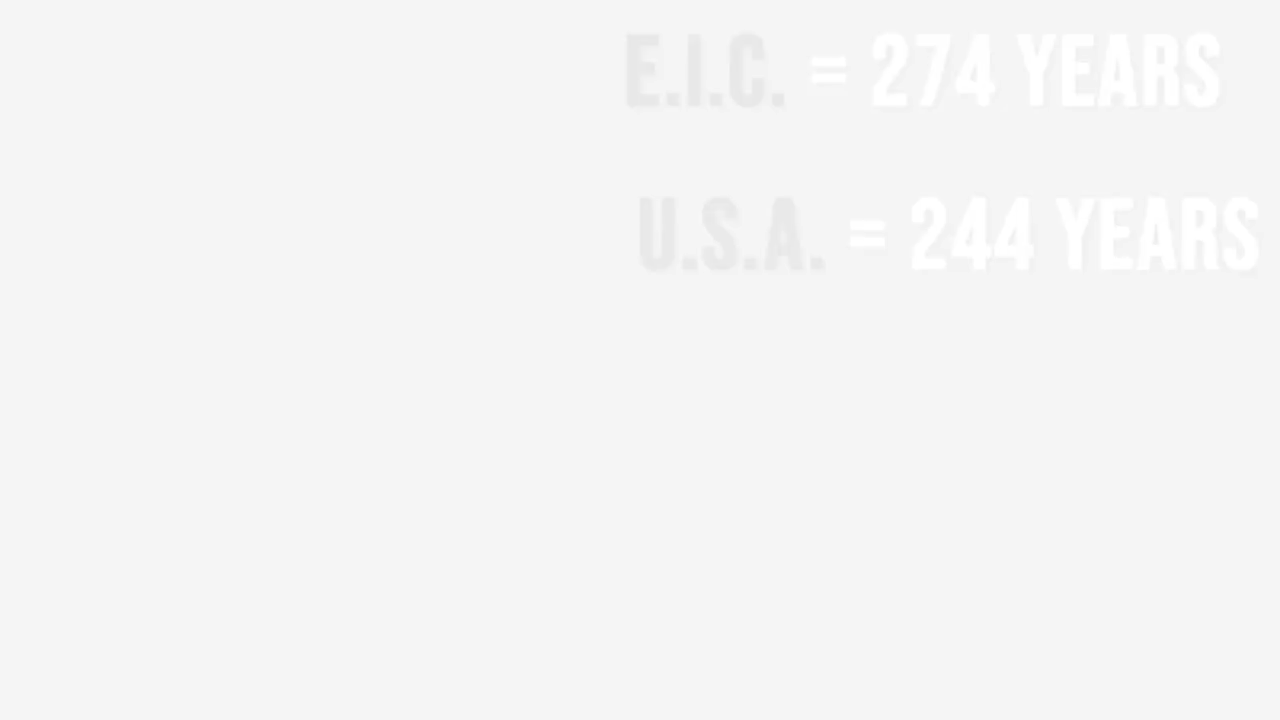 E.I.C. = 274 YEARS
U.S.A. = 244 YEARS